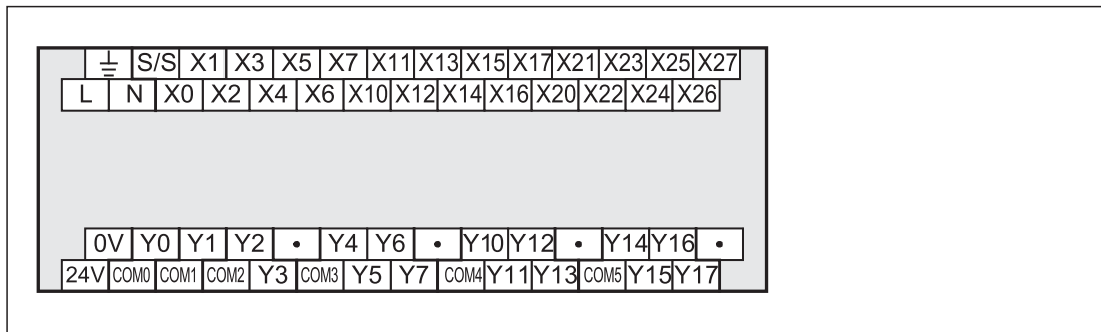 ⏚ S/S X1 X3 X5 X7 X11 X13 X15 X17 X21 X23 X25 X27
L N X0 X2 X4 X6 X10 X12 X14 X16 X20 X22 X24 X26
0V Y0 Y1 Y2 • Y4 Y6 • Y10 Y12 • Y14 Y16 •
24V COM0 COM1 COM2 Y3 COM3 Y5 Y7 COM4 Y11 Y13 COM5 Y15 Y17